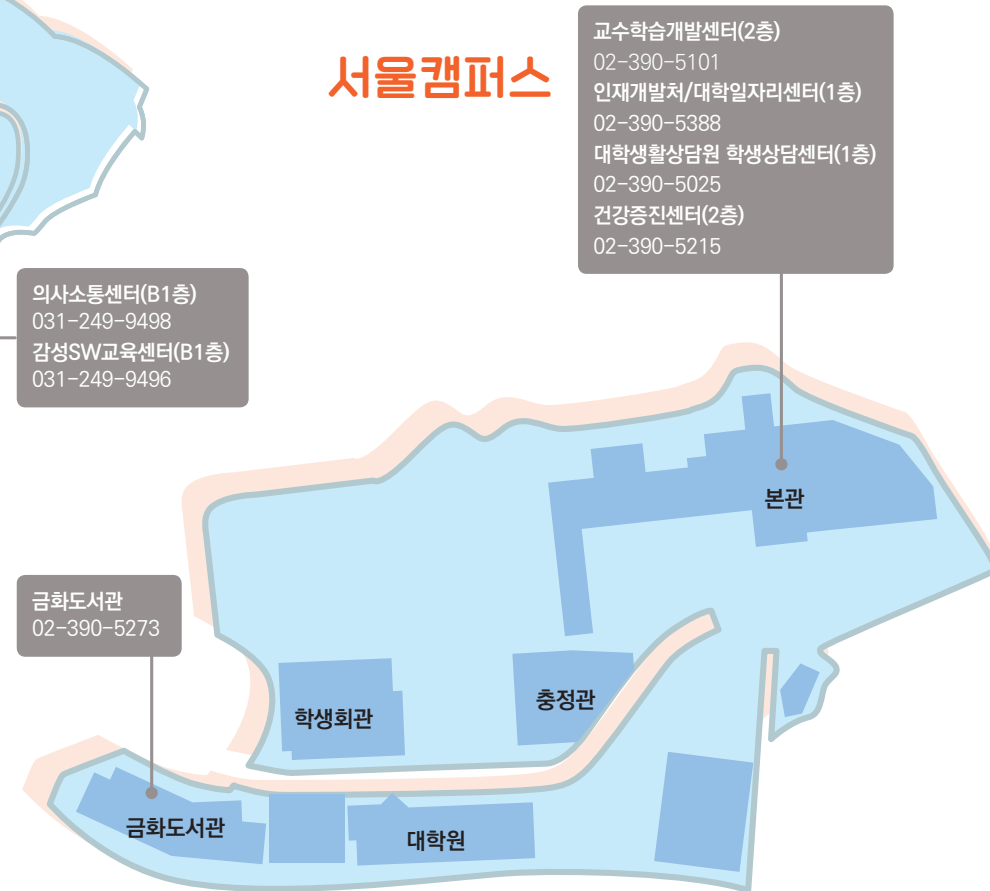 서울캠퍼스
교수학습개발센터(2층)
02-390-5101
인재개발처/대학일자리센터(1층)
02-390-5388
대학생활상담원 학생상담센터(1층)
02-390-5025
건강증진센터(2층)
02-390-5215
의사소통센터(B1층)
031-249-9498
감성SW교육센터(B1층)
031-249-9496
본관
금화도서관
02-390-5273
학생회관
충정관
금화도서관
대학원